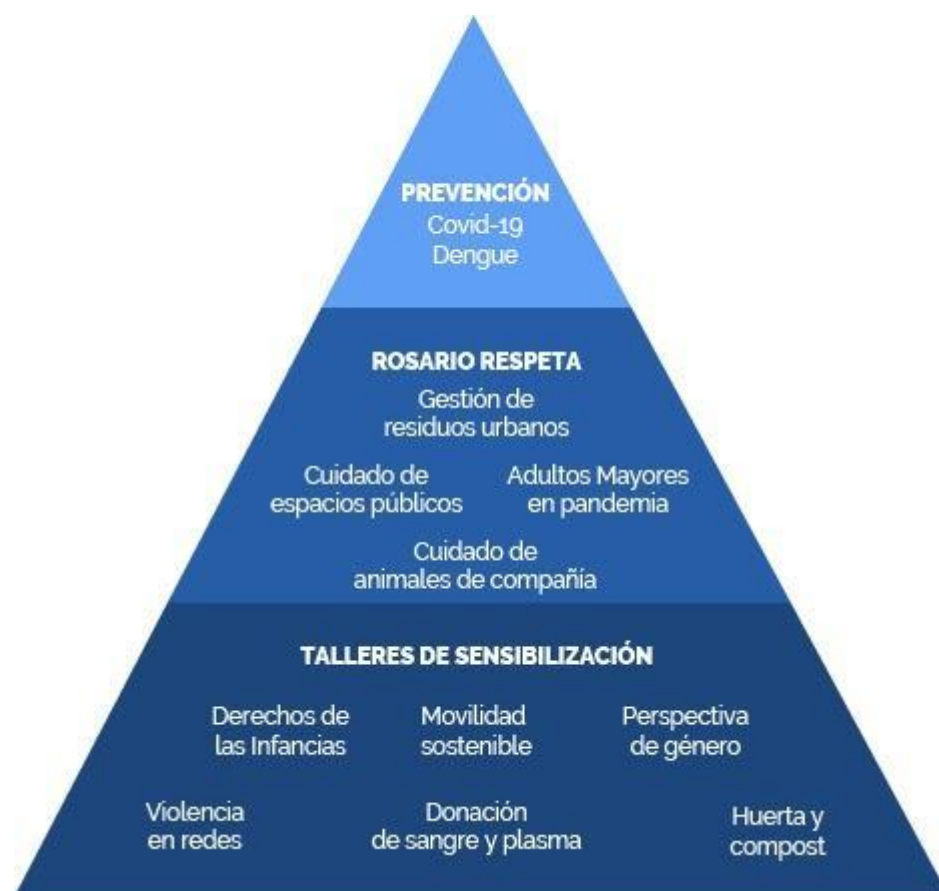 PREVENCIÓN
Covid-19
Dengue
ROSARIO RESPETA
Gestión de
residuos urbanos
Cuidado de
espacios públicos
Adultos Mayores
en pandemia
Cuidado de
animales de compañía
TALLERES DE SENSIBILIZACIÓN
Derechos de
las Infancias
Movilidad
sostenible
Perspectiva
de género
Violencia
en redes
Donación
de sangre y plasma
Huerta y
compost